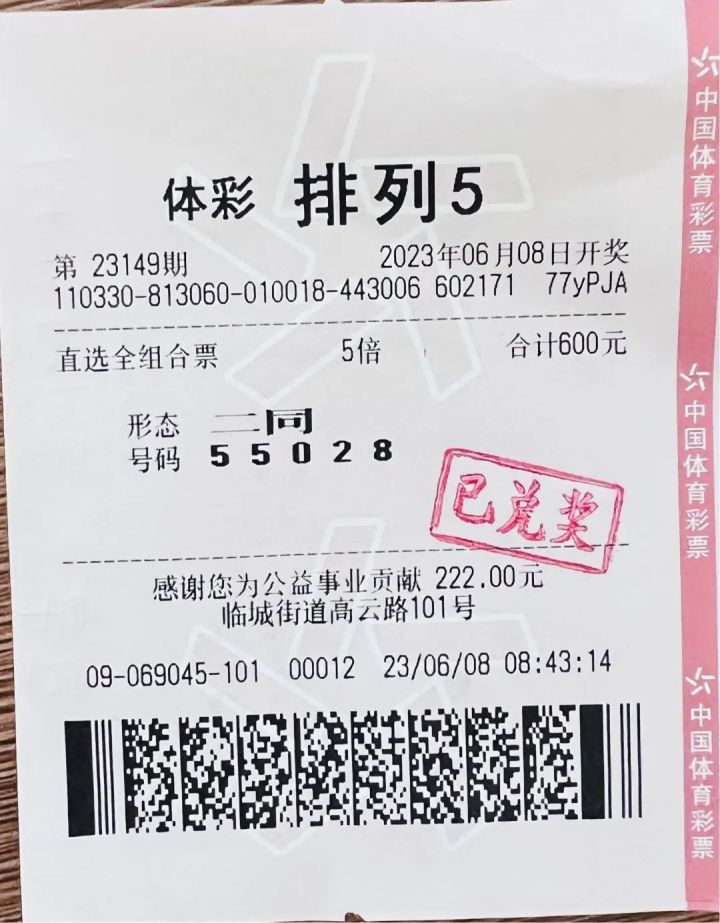 体彩 排列5
第 23149期 2023年06月08日开奖
110330-813060-010018-443006 602171 77yPJA
直选全组合票 5倍 合计600元
形态 二同
号码 5 5 0 2 8
已兑奖
感谢您为公益事业贡献 222.00元
临城街道高云路101号
09-069045-101 00012 23/06/08 08:43:14
中国体育彩票
中国体育彩票
中国体育彩票